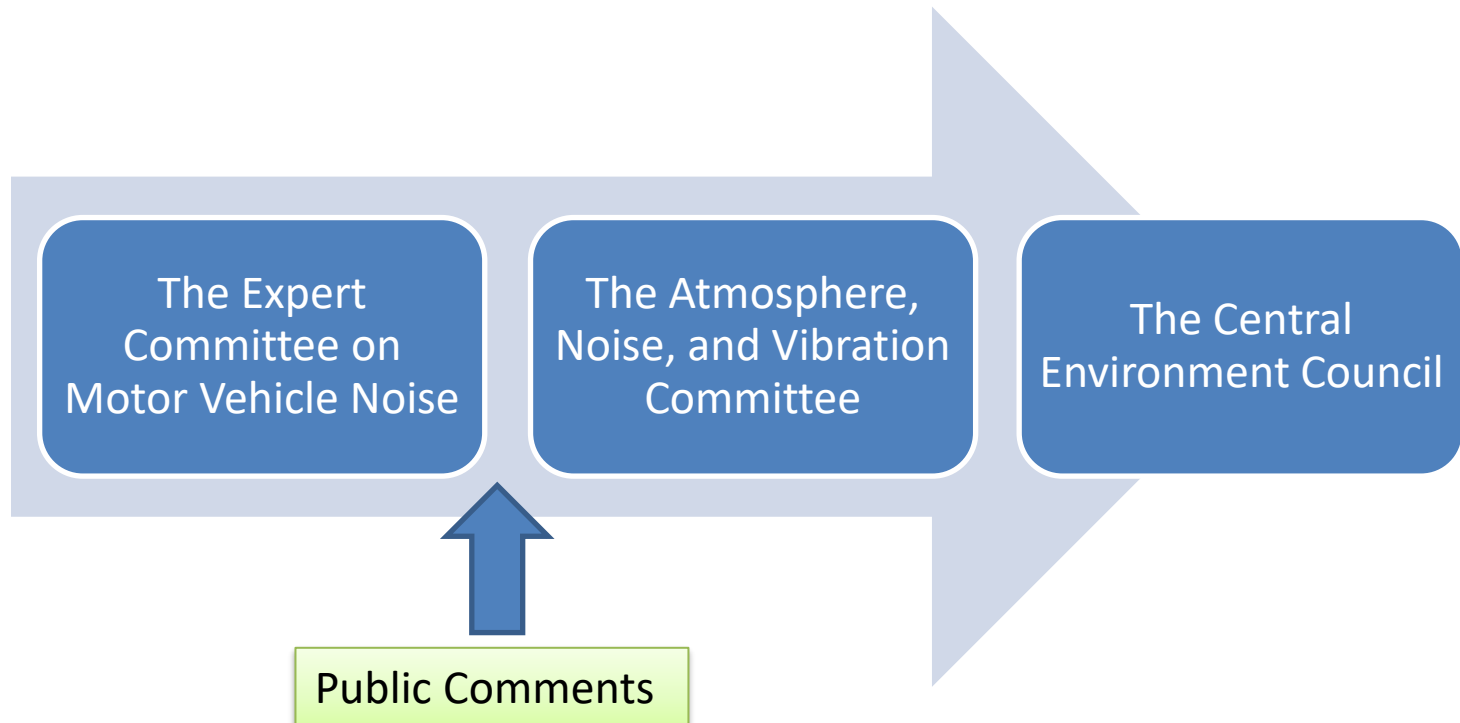 The Expert
Committee on
Motor Vehicle Noise
The Atmosphere,
Noise, and Vibration
Committee
The Central
Environment Council
Public Comments